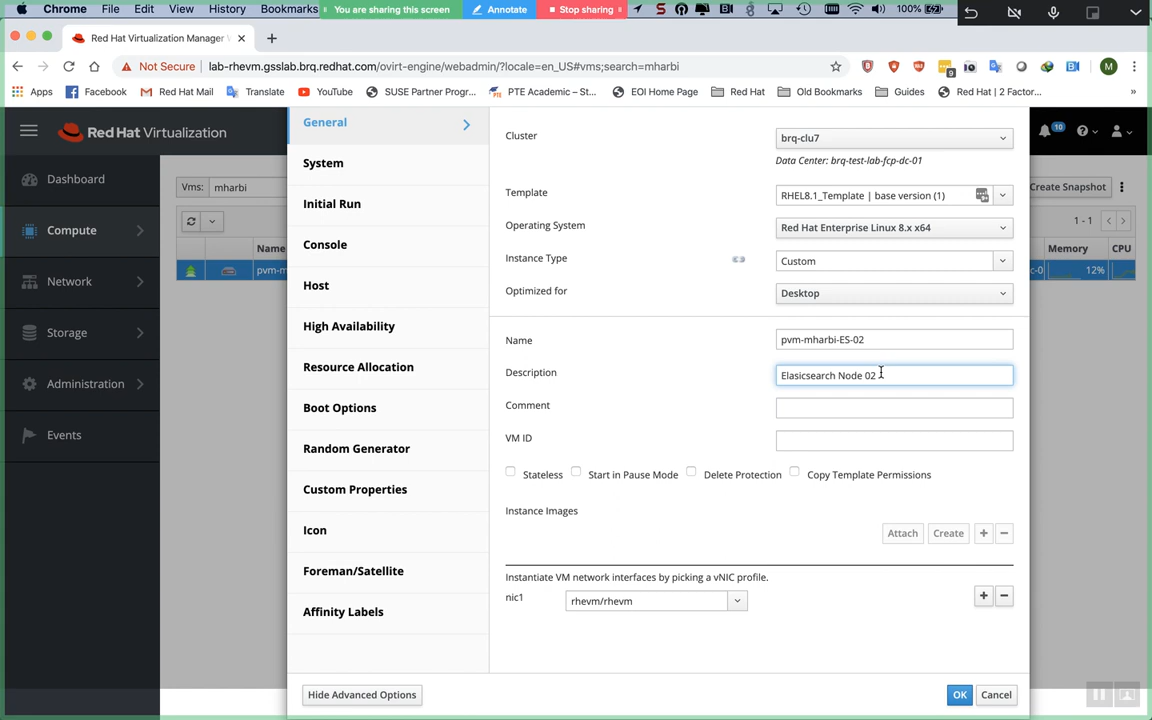 Chrome File Edit View History Bookmarks
You are sharing this screen
Annotate
Stop sharing
100%
Red Hat Virtualization Manager
Not Secure lab-rhevm.gsslab.brq.redhat.com/ovirt-engine/webadmin/?locale=en_US#vms;search=mharbi
9
M
Apps Facebook Red Hat Mail Translate YouTube SUSE Partner Progr... PTE Academic – St... EOI Home Page Red Hat Old Bookmarks Guides Red Hat | 2 Factor... »
Red Hat Virtualization
10
Dashboard
Compute
Network
Storage
Administration
Events
Vms: mharbi
Create Snapshot
1 - 1
Name
Memory
CPU
pvm-m
c-0
12%
General
System
Initial Run
Console
Host
High Availability
Resource Allocation
Boot Options
Random Generator
Custom Properties
Icon
Foreman/Satellite
Affinity Labels
Cluster brq-clu7
Data Center: brq-test-lab-fcp-dc-01
Template RHEL8.1_Template | base version (1)
Operating System Red Hat Enterprise Linux 8.x x64
Instance Type Custom
Optimized for Desktop
Name pvm-mharbi-ES-02
Description Elasicsearch Node 02
Comment
VM ID
Stateless Start in Pause Mode Delete Protection Copy Template Permissions
Instance Images
Attach Create + −
Instantiate VM network interfaces by picking a vNIC profile.
nic1 rhevm/rhevm + −
Hide Advanced Options
OK Cancel